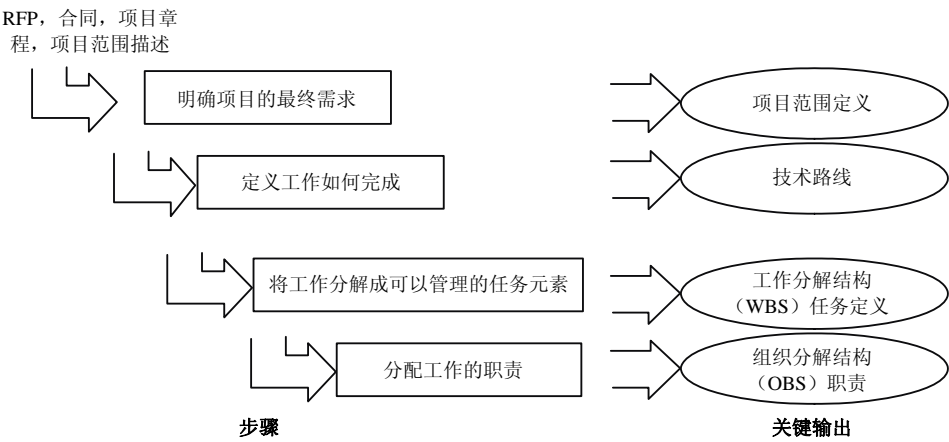 RFP，合同，项目章
程，项目范围描述
明确项目的最终需求
项目范围定义
定义工作如何完成
技术路线
将工作分解成可以管理的任务元素
工作分解结构
（WBS）任务定义
分配工作的职责
组织分解结构
（OBS）职责
步骤
关键输出